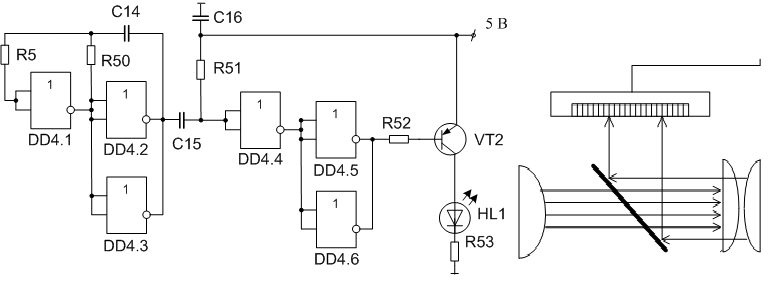 C14
C16
5 В
R5
R50
R51
1
1
1
1
1
1
R52
VT2
DD4.1
DD4.2
C15
DD4.4
DD4.5
HL1
DD4.3
DD4.6
R53